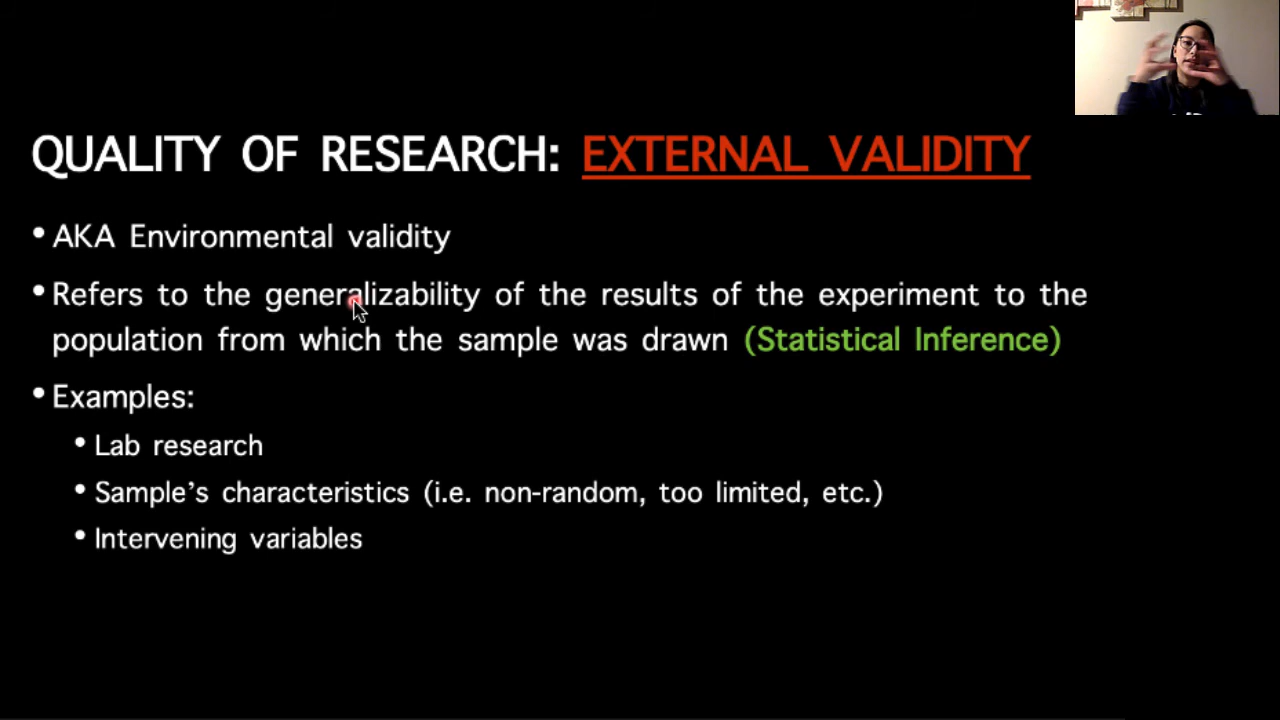 QUALITY OF RESEARCH: EXTERNAL VALIDITY
• AKA Environmental validity
• Refers to the generalizability of the results of the experiment to the
population from which the sample was drawn (Statistical Inference)
• Examples:
• Lab research
• Sample’s characteristics (i.e. non-random, too limited, etc.)
• Intervening variables